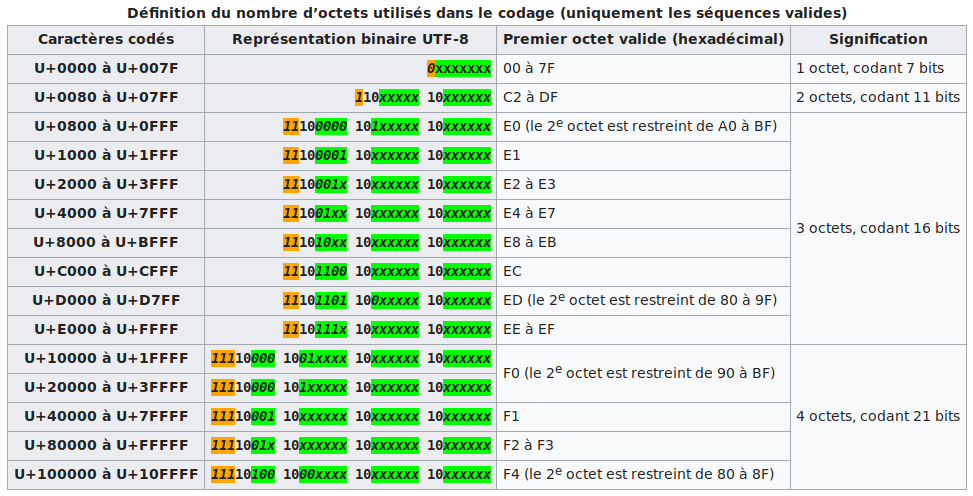 Définition du nombre d’octets utilisés dans le codage (uniquement les séquences valides)
Caractères codés Représentation binaire UTF-8 Premier octet valide (hexadécimal) Signification
U+0000 à U+007F 0xxxxxxx 00 à 7F 1 octet, codant 7 bits
U+0080 à U+07FF 110xxxxx 10xxxxxx C2 à DF 2 octets, codant 11 bits
U+0800 à U+0FFF 11100000 101xxxxx 10xxxxxx E0 (le 2e octet est restreint de A0 à BF)
U+1000 à U+1FFF 11100001 10xxxxxx 10xxxxxx E1
U+2000 à U+3FFF 1110001x 10xxxxxx 10xxxxxx E2 à E3
U+4000 à U+7FFF 111001xx 10xxxxxx 10xxxxxx E4 à E7
U+8000 à U+BFFF 111010xx 10xxxxxx 10xxxxxx E8 à EB 3 octets, codant 16 bits
U+C000 à U+CFFF 11101100 10xxxxxx 10xxxxxx EC
U+D000 à U+D7FF 11101101 100xxxxx 10xxxxxx ED (le 2e octet est restreint de 80 à 9F)
U+E000 à U+FFFF 1110111x 10xxxxxx 10xxxxxx EE à EF
U+10000 à U+1FFFF 11110000 1001xxxx 10xxxxxx 10xxxxxx F0 (le 2e octet est restreint de 90 à BF)
U+20000 à U+3FFFF 11110000 101xxxxx 10xxxxxx 10xxxxxx
U+40000 à U+7FFFF 11110001 10xxxxxx 10xxxxxx 10xxxxxx F1 4 octets, codant 21 bits
U+80000 à U+FFFFF 1111001x 10xxxxxx 10xxxxxx 10xxxxxx F2 à F3
U+100000 à U+10FFFF 11110100 1000xxxx 10xxxxxx 10xxxxxx F4 (le 2e octet est restreint de 80 à 8F)